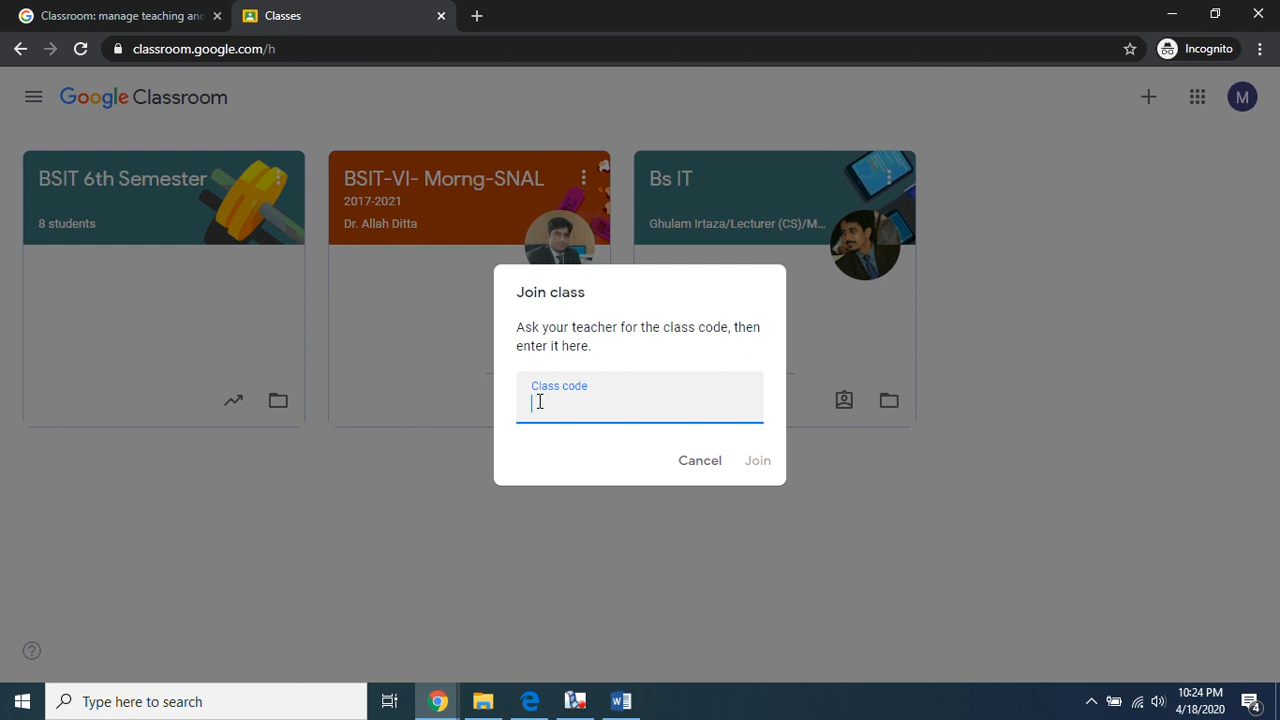 Classroom: manage teaching and
Classes
classroom.google.com/h
Incognito
Google Classroom
M
BSIT 6th Semester
8 students
BSIT-VI- Morng-SNAL
2017-2021
Dr. Allah Ditta
Bs IT
Ghulam Irtaza/Lecturer (CS)/M...
Join class
Ask your teacher for the class code, then
enter it here.
Class code
Cancel
Join
Type here to search
10:24 PM
4/18/2020
4